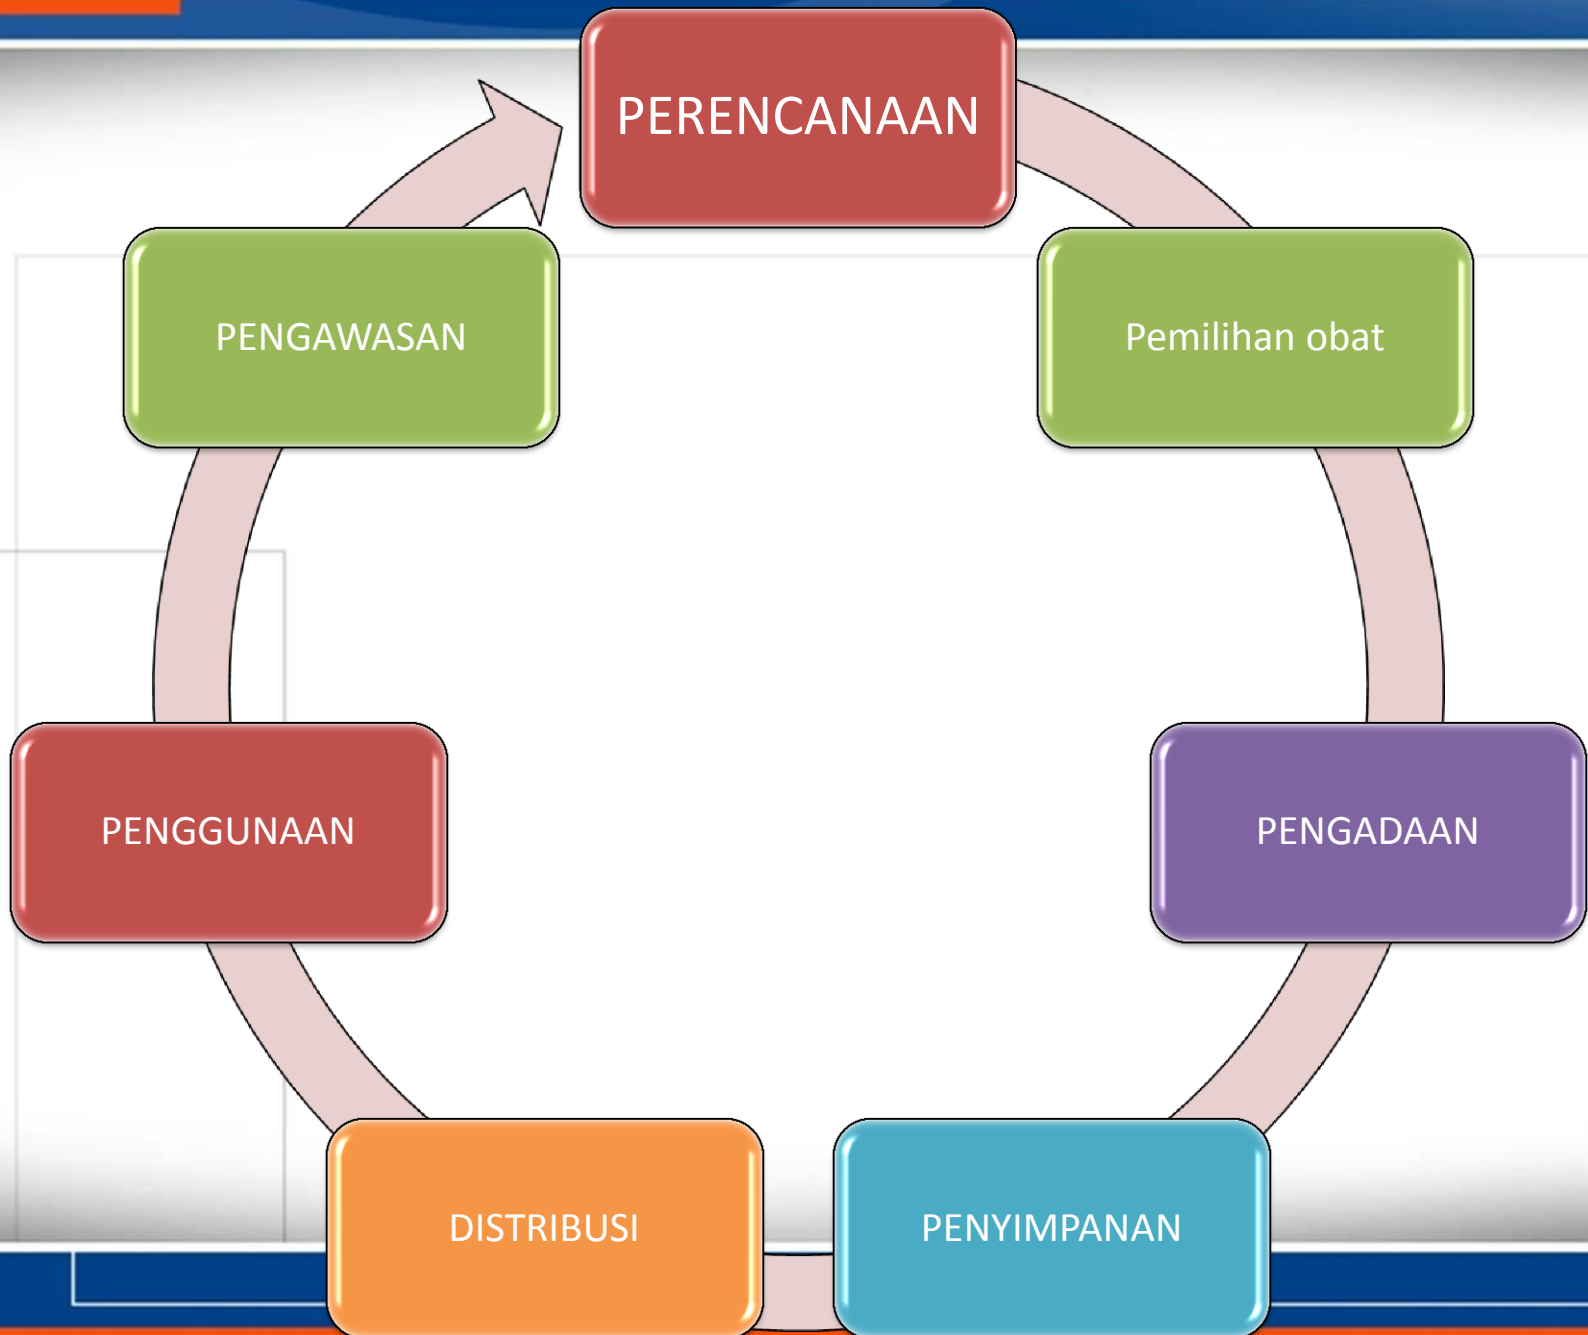 PERENCANAAN
Pemilihan obat
PENGADAAN
PENYIMPANAN
DISTRIBUSI
PENGGUNAAN
PENGAWASAN